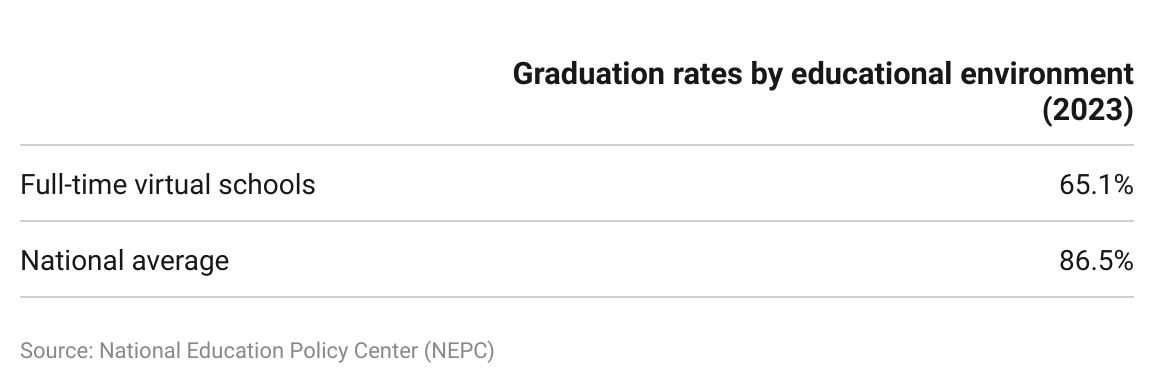 Graduation rates by educational environment
(2023)
Full-time virtual schools 65.1%
National average 86.5%
Source: National Education Policy Center (NEPC)